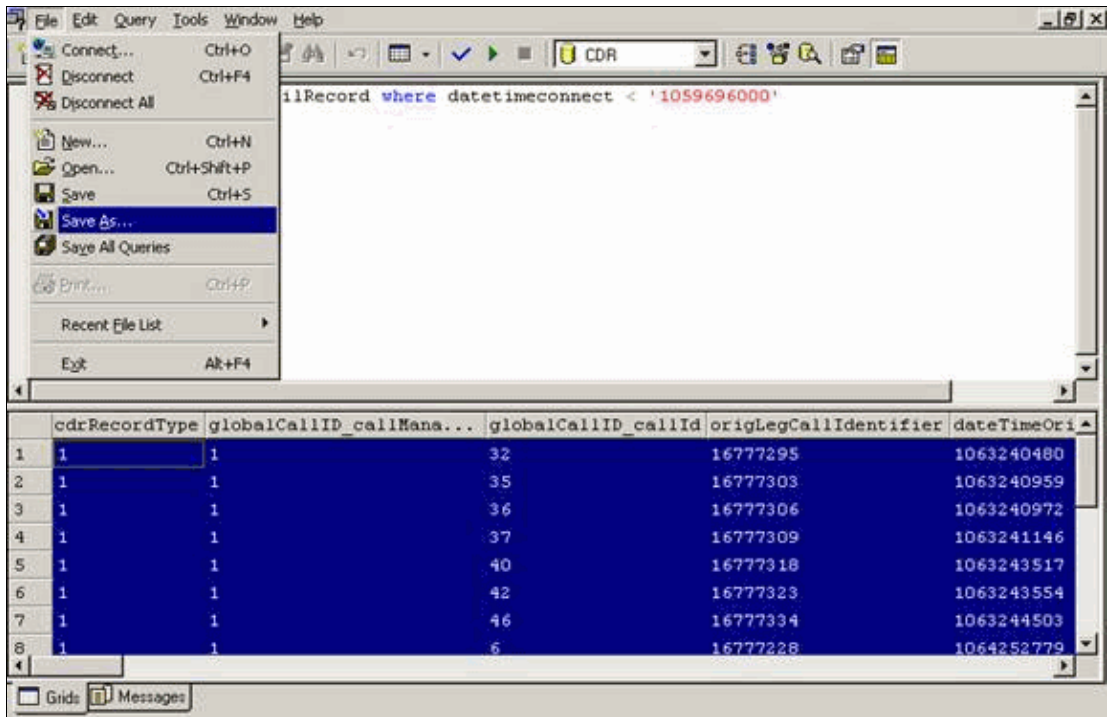 File Edit Query Tools Window Help
Connect... Ctrl+O
CDR
Disconnect Ctrl+F4
Disconnect All
ilRecord where datetimeconnect < '1059696000'
New... Ctrl+N
Open... Ctrl+Shift+P
Save Ctrl+S
Save As...
Save All Queries
Print... Ctrl+P
Recent File List
Exit Alt+F4
cdrRecordType globalCallID_callMana... globalCallID_callId origLegCallIdentifier dateTimeOri
1 1 1 32 16777295 1063240480
2 1 1 35 16777303 1063240959
3 1 1 36 16777306 1063240972
4 1 1 37 16777309 1063241146
5 1 1 40 16777318 1063243517
6 1 1 42 16777323 1063243554
7 1 1 46 16777334 1063244503
8 1 1 6 16777228 1064252779
Grids Messages